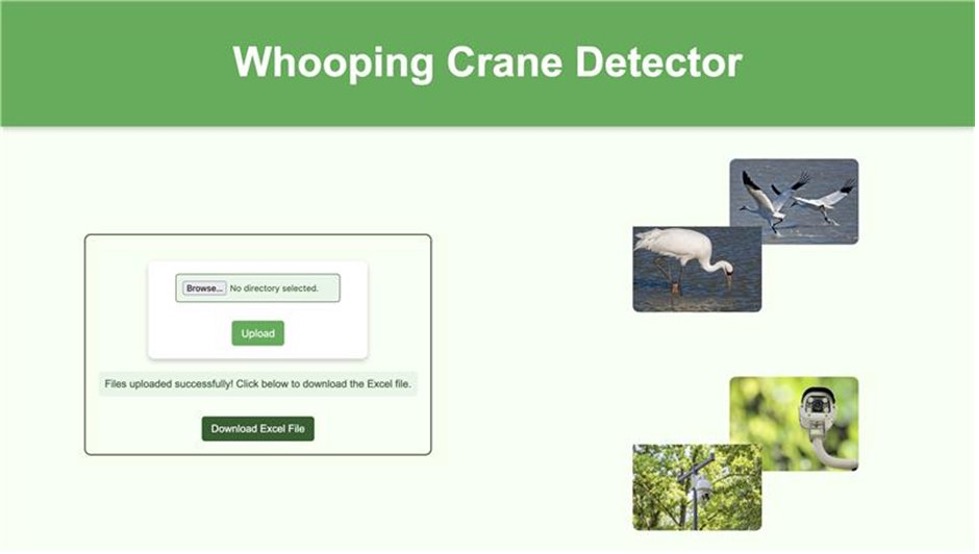 Whooping Crane Detector
Browse... No directory selected.
Upload
Files uploaded successfully! Click below to download the Excel file.
Download Excel File